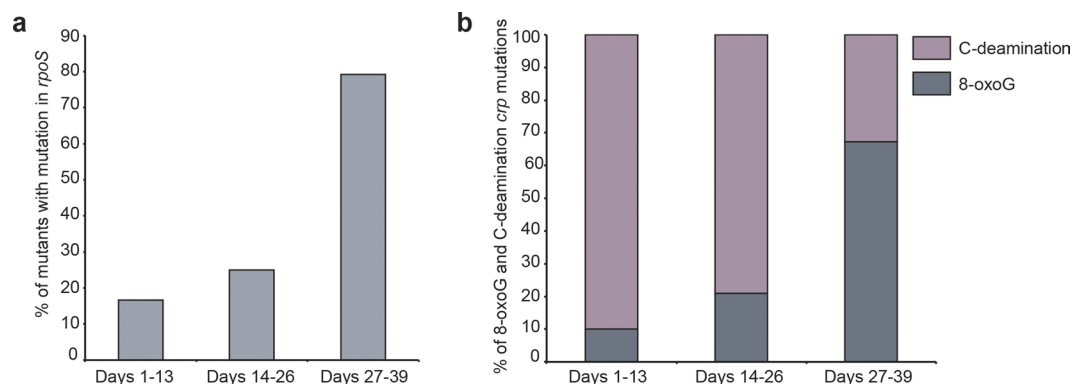 a
% of mutants with mutation in rpoS
90
80
70
60
50
40
30
20
10
0
Days 1-13
Days 14-26
Days 27-39
b
% of 8-oxoG and C-deamination crp mutations
100
90
80
70
60
50
40
30
20
10
0
Days 1-13
Days 14-26
Days 27-39
C-deamination
8-oxoG